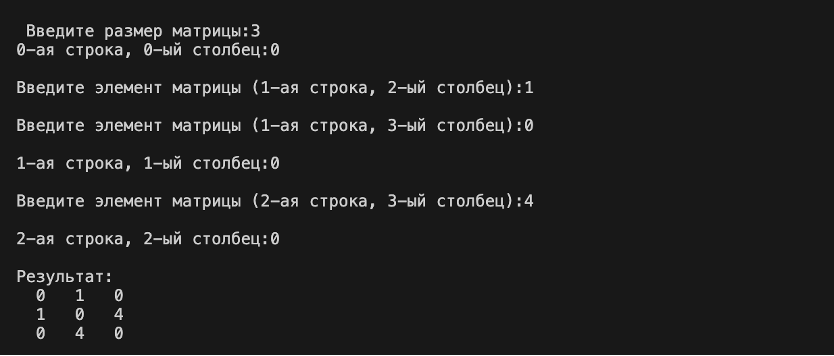 Введите размер матрицы:3
0-ая строка, 0-ый столбец:0
Введите элемент матрицы (1-ая строка, 2-ый столбец):1
Введите элемент матрицы (1-ая строка, 3-ый столбец):0
1-ая строка, 1-ый столбец:0
Введите элемент матрицы (2-ая строка, 3-ый столбец):4
2-ая строка, 2-ый столбец:0
Результат:
0 1 0
1 0 4
0 4 0